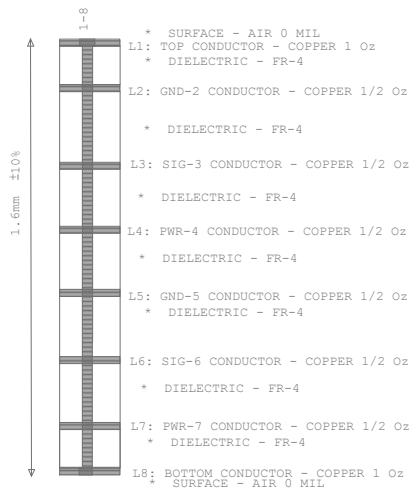 1-8
* SURFACE - AIR 0 MIL
L1: TOP CONDUCTOR - COPPER 1 Oz
* DIELECTRIC - FR-4
L2: GND-2 CONDUCTOR - COPPER 1/2 Oz
* DIELECTRIC - FR-4
L3: SIG-3 CONDUCTOR - COPPER 1/2 Oz
* DIELECTRIC - FR-4
1.6mm ±10%
L4: PWR-4 CONDUCTOR - COPPER 1/2 Oz
* DIELECTRIC - FR-4
L5: GND-5 CONDUCTOR - COPPER 1/2 Oz
* DIELECTRIC - FR-4
L6: SIG-6 CONDUCTOR - COPPER 1/2 Oz
* DIELECTRIC - FR-4
L7: PWR-7 CONDUCTOR - COPPER 1/2 Oz
* DIELECTRIC - FR-4
L8: BOTTOM CONDUCTOR - COPPER 1 Oz
* SURFACE - AIR 0 MIL